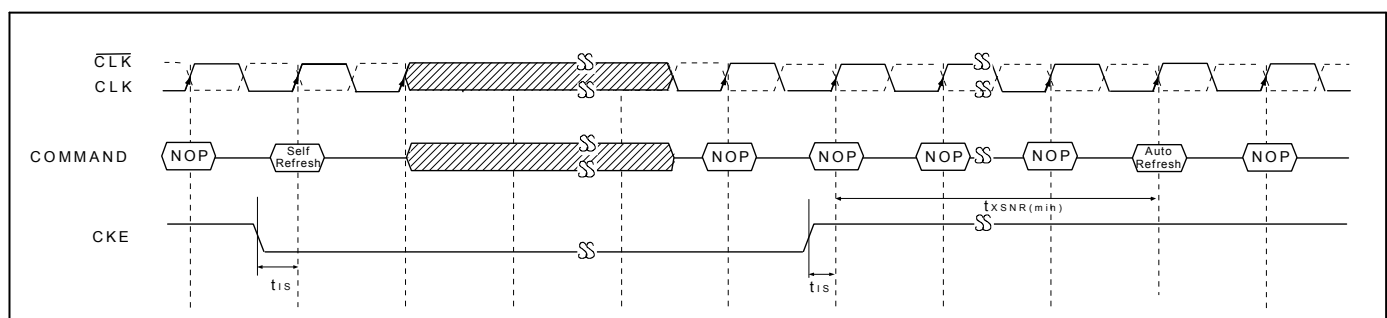 CLK
CLK
COMMAND NOP Self Refresh NOP NOP NOP NOP Auto Refresh NOP
tXSNR(min)
CKE
tIS tIS